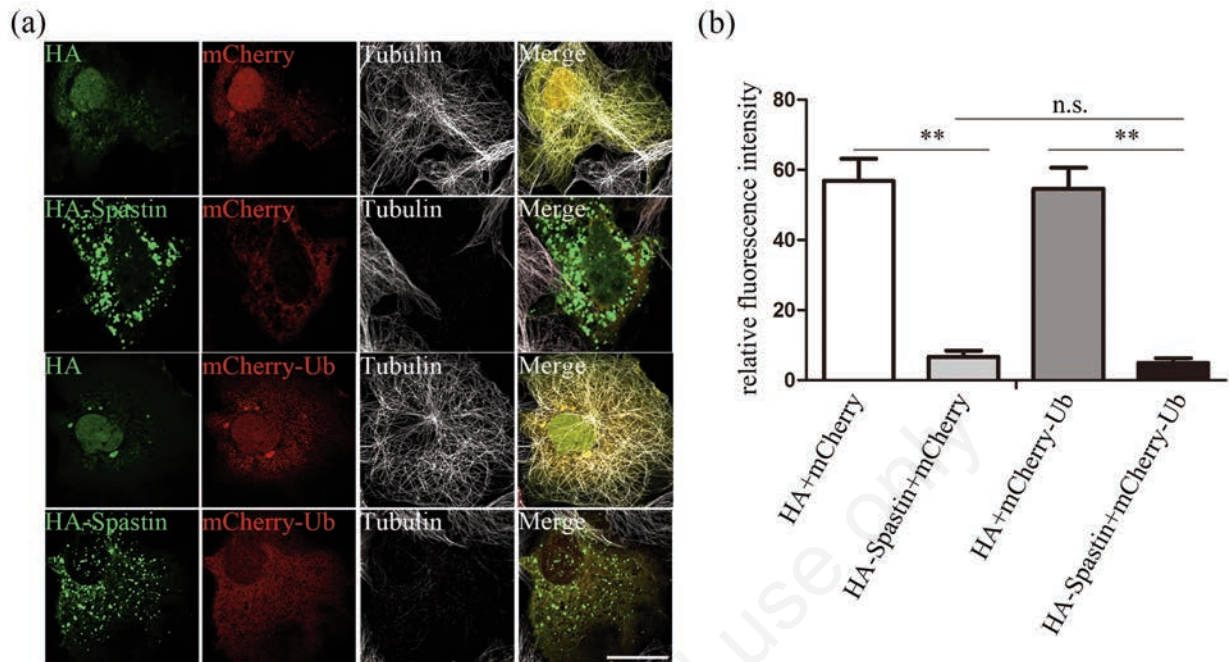 (a)
HA mCherry Tubulin Merge
HA-Spastin mCherry Tubulin Merge
HA mCherry-Ub Tubulin Merge
HA-Spastin mCherry-Ub Tubulin Merge
(b)
relative fluorescence intensity
80
60
40
20
0
n.s.
** **
HA+mCherry
HA-Spastin+mCherry
HA+mCherry-Ub
HA-Spastin+mCherry-Ub
use only